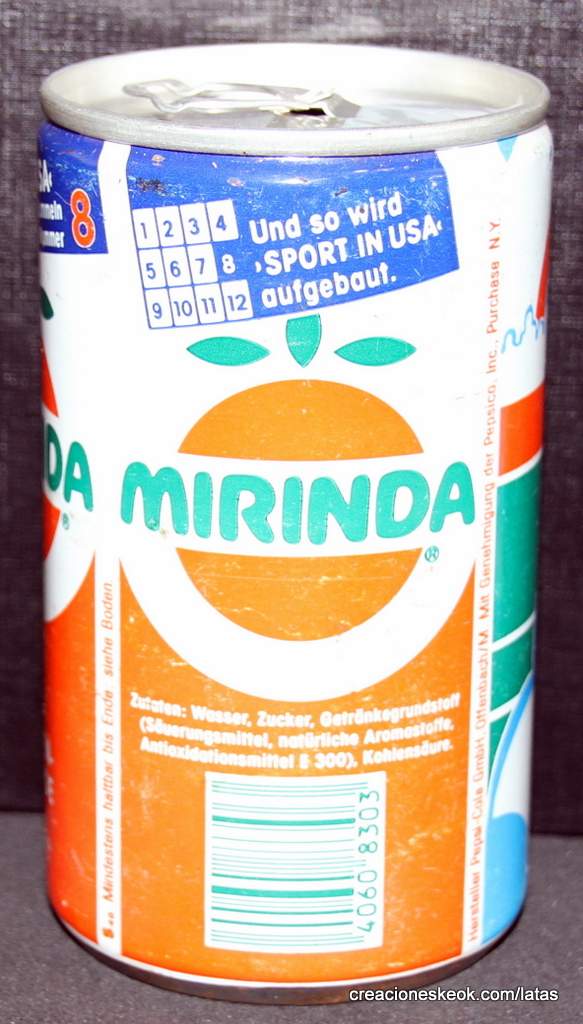 8
1 2 3 4
5 6 7 8
9 10 11 12
Und so wird
›SPORT IN USA‹
aufgebaut.
DA
®
MIRINDA
®
Zutaten: Wasser, Zucker, Getränkegrundstoff
(Säuerungsmittel, natürliche Aromastoffe,
Antioxidationsmittel E 300), Kohlensäure.
4060 8303
Mindestens haltbar bis Ende siehe Boden
Hersteller Pepsi-Cola GmbH, Offenbach/M. Mit Genehmigung der Pepsico, Inc., Purchase N.Y.
creacioneskeok.com/latas